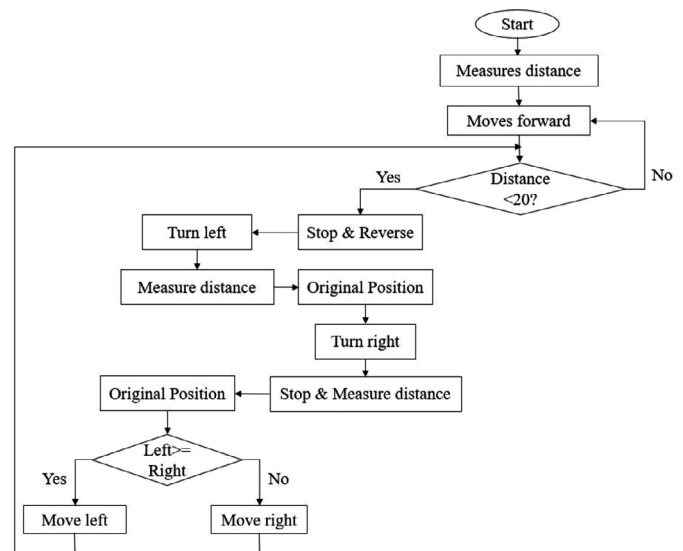 Start
Measures distance
Moves forward
No
Yes
Distance
<20?
Turn left
Stop & Reverse
Measure distance
Original Position
Turn right
Original Position
Stop & Measure distance
Left>=
Right
Yes
No
Move left
Move right